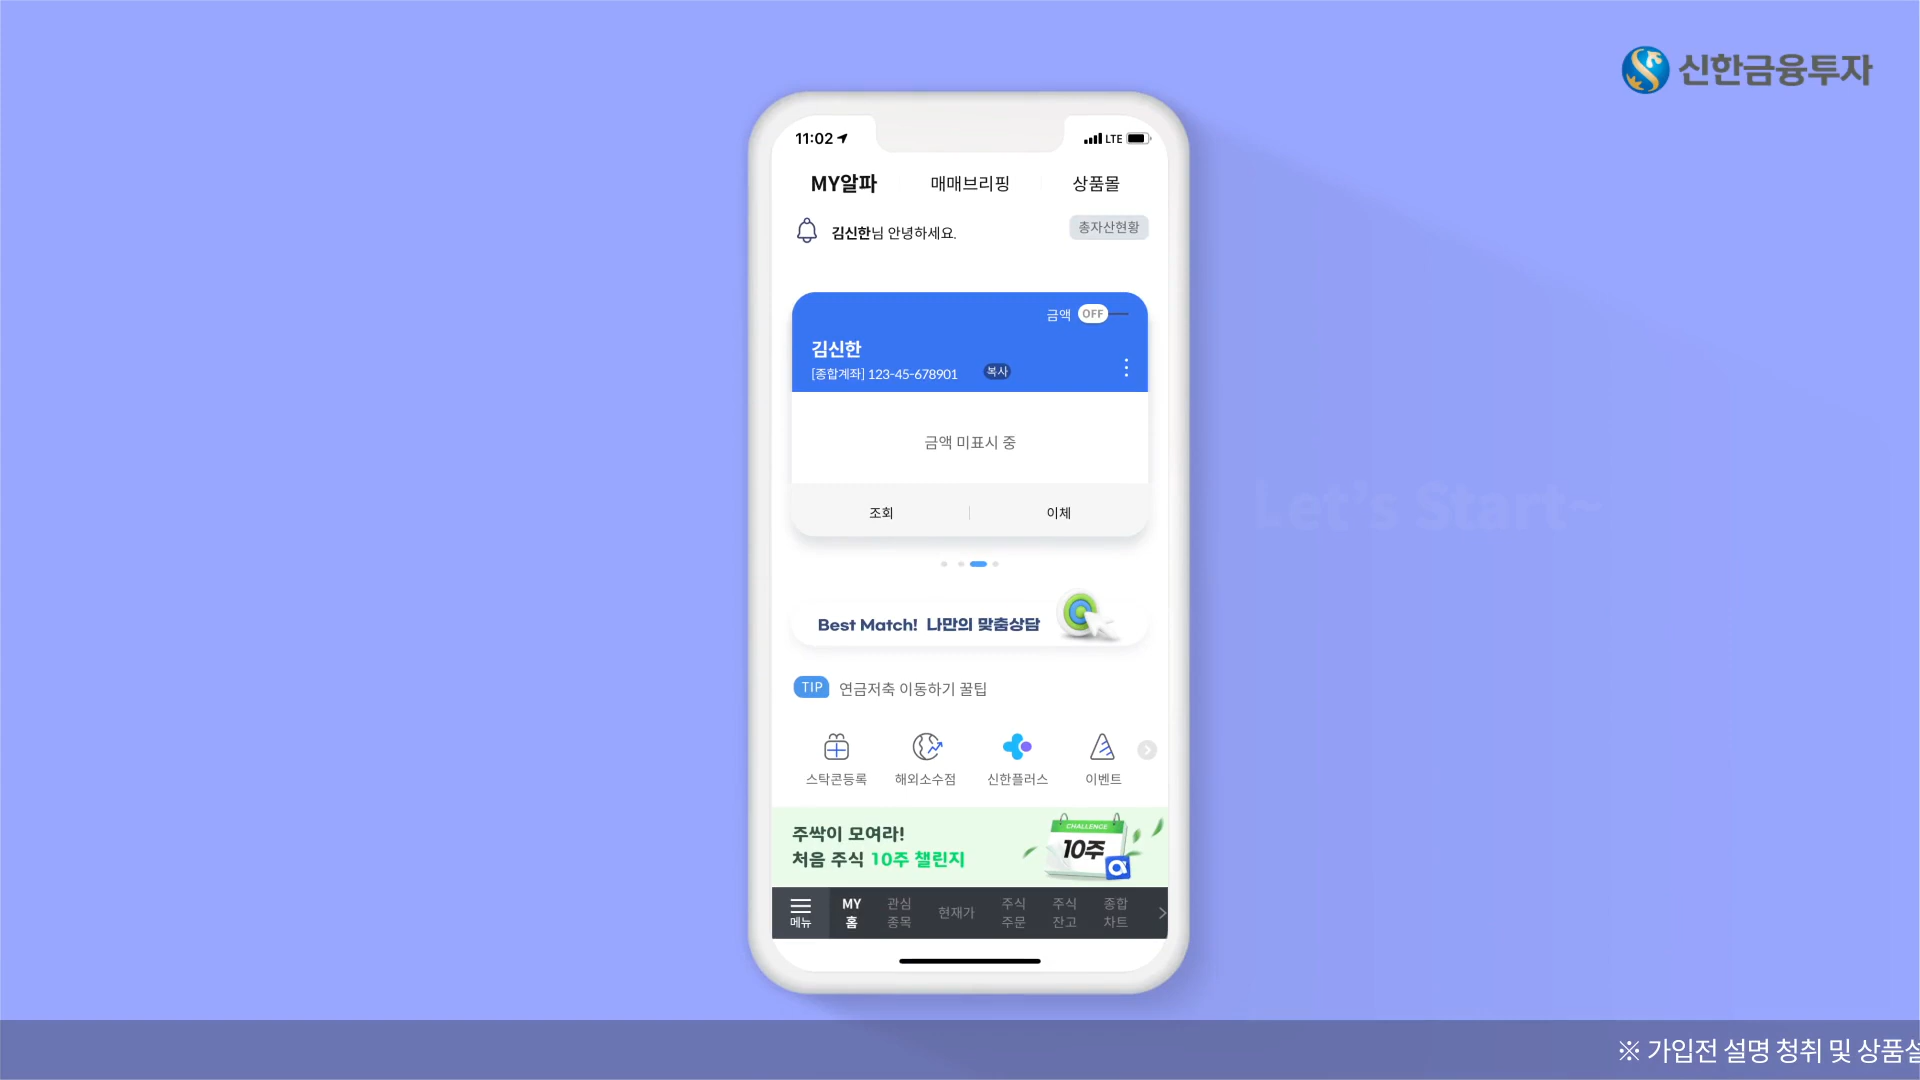 신한금융투자
11:02
LTE
MY알파 매매브리핑 상품몰
김신한님 안녕하세요.
총자산현황
금액 OFF
김신한
[종합계좌] 123-45-678901 복사
금액 미표시 중
조회 이체
Let's Start~
Best Match! 나만의 맞춤상담
TIP 연금저축 이동하기 꿀팁
스탁콘등록 해외소수점 신한플러스 이벤트
주싹이 모여라!
처음 주식 10주 챌린지
CHALLENGE
10주
메뉴
MY
홈
관심
종목
현재가
주식
주문
주식
잔고
종합
차트
※ 가입전 설명 청취 및 상품설